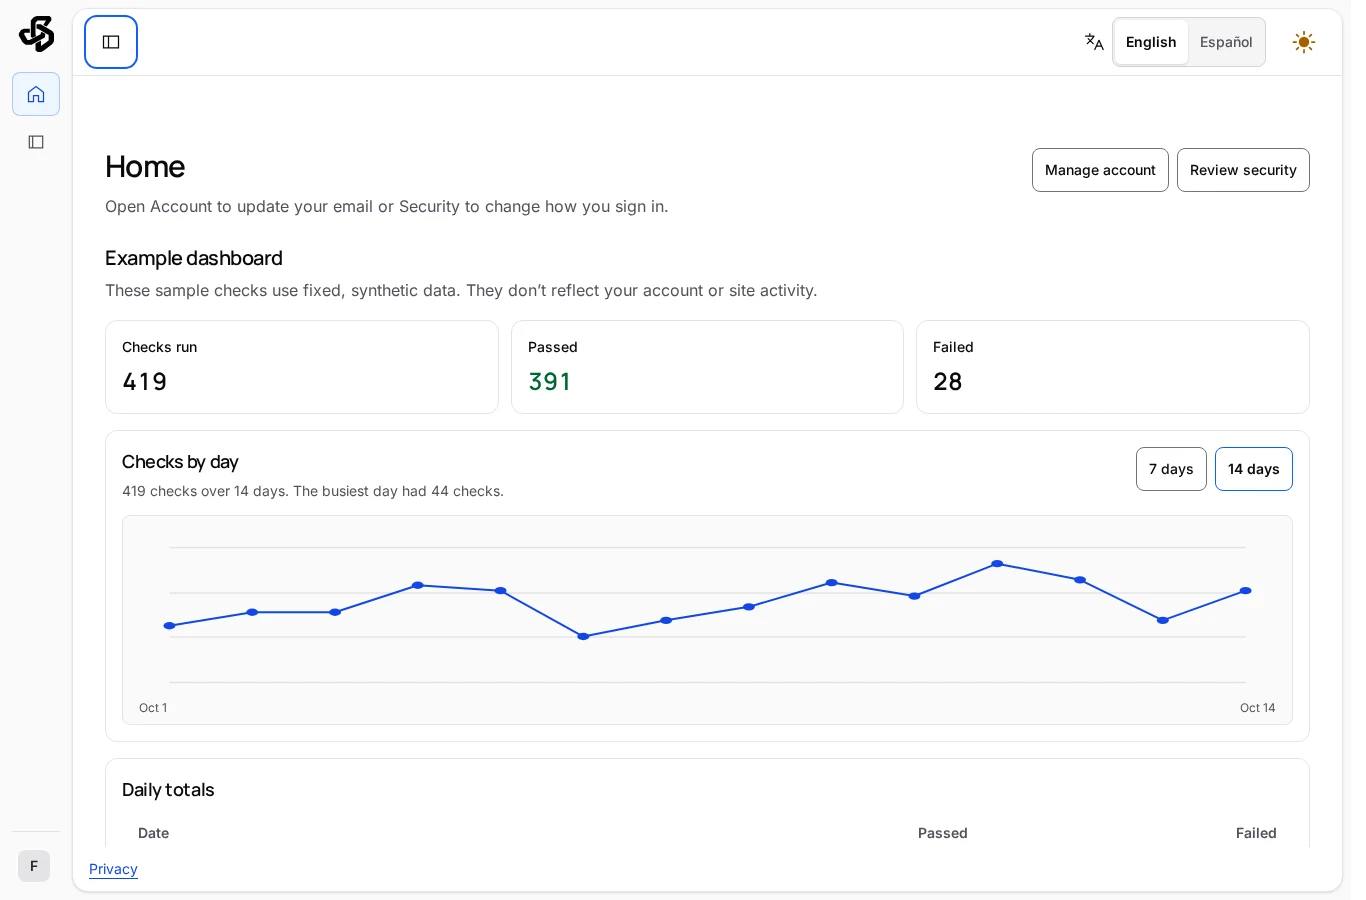 English
Español
Home
Manage account
Review security
Open Account to update your email or Security to change how you sign in.
Example dashboard
These sample checks use fixed, synthetic data. They don’t reflect your account or site activity.
Checks run
419
Passed
391
Failed
28
Checks by day
419 checks over 14 days. The busiest day had 44 checks.
7 days
14 days
Oct 1
Oct 14
Daily totals
Date
Passed
Failed
F
Privacy